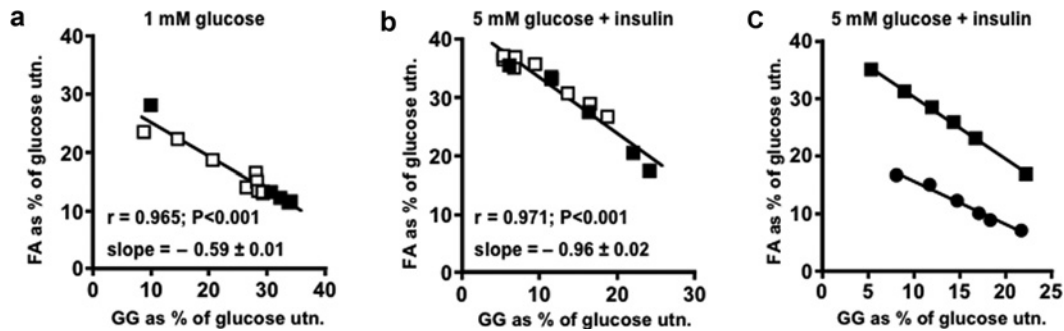 a
1 mM glucose
FA as % of glucose utn.
40
30
20
10
0
r = 0.965; P<0.001
slope = – 0.59 ± 0.01
0 10 20 30 40
GG as % of glucose utn.
b
5 mM glucose + insulin
FA as % of glucose utn.
40
30
20
10
0
r = 0.971; P<0.001
slope = – 0.96 ± 0.02
0 10 20 30
GG as % of glucose utn.
c
5 mM glucose + insulin
FA as % of glucose utn.
40
30
20
10
0
0 5 10 15 20 25
GG as % of glucose utn.